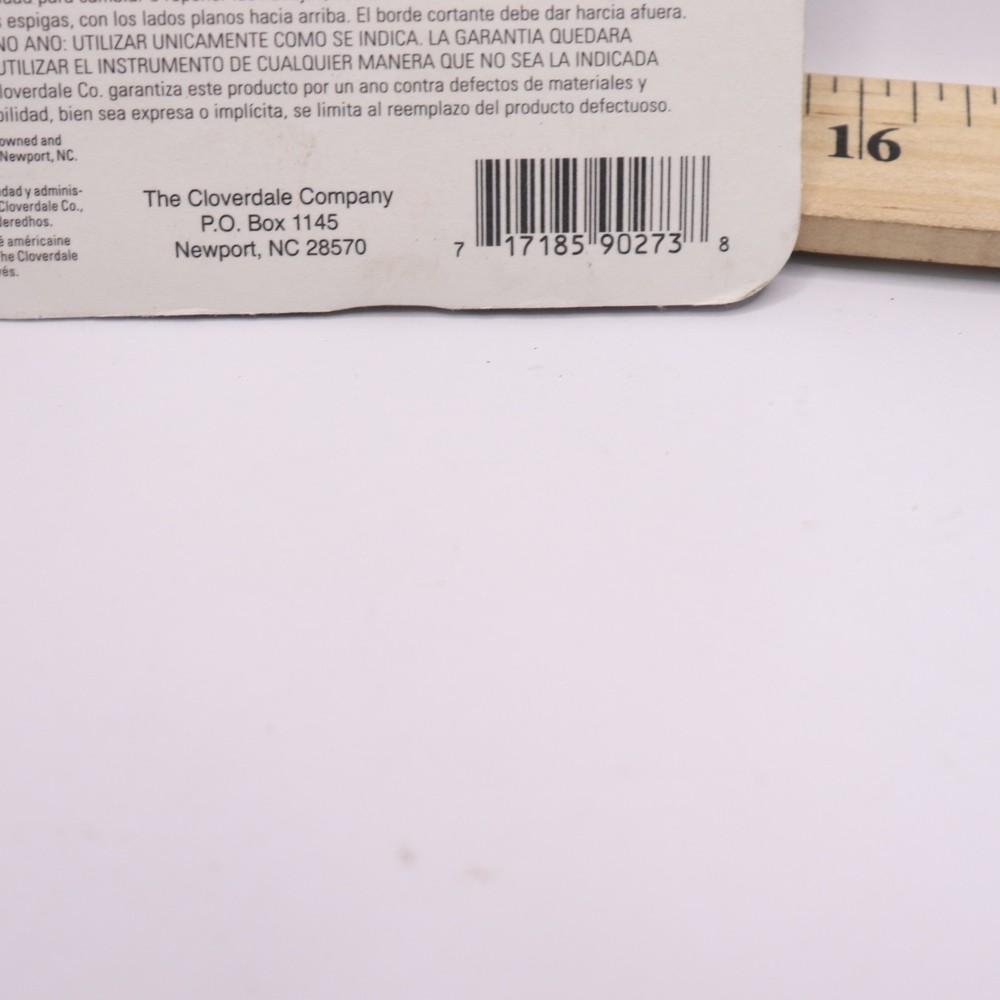 espigas, con los lados planos hacia arriba. El borde cortante debe dar harcia afuera.
NO ANO: UTILIZAR UNICAMENTE COMO SE INDICA. LA GARANTIA QUEDARA
UTILIZAR EL INSTRUMENTO DE CUALQUIER MANERA QUE NO SEA LA INDICADA
loverdale Co. garantiza este producto por un ano contra defectos de materiales y
bilidad, bien sea expresa o implícita, se limita al reemplazo del producto defectuoso.
owned and
Newport, NC.
dad y adminis-
Cloverdale Co.,
deredhos.
é américaine
he Cloverdale
vés.
The Cloverdale Company
P.O. Box 1145
Newport, NC 28570
7 17185 90273 8
16